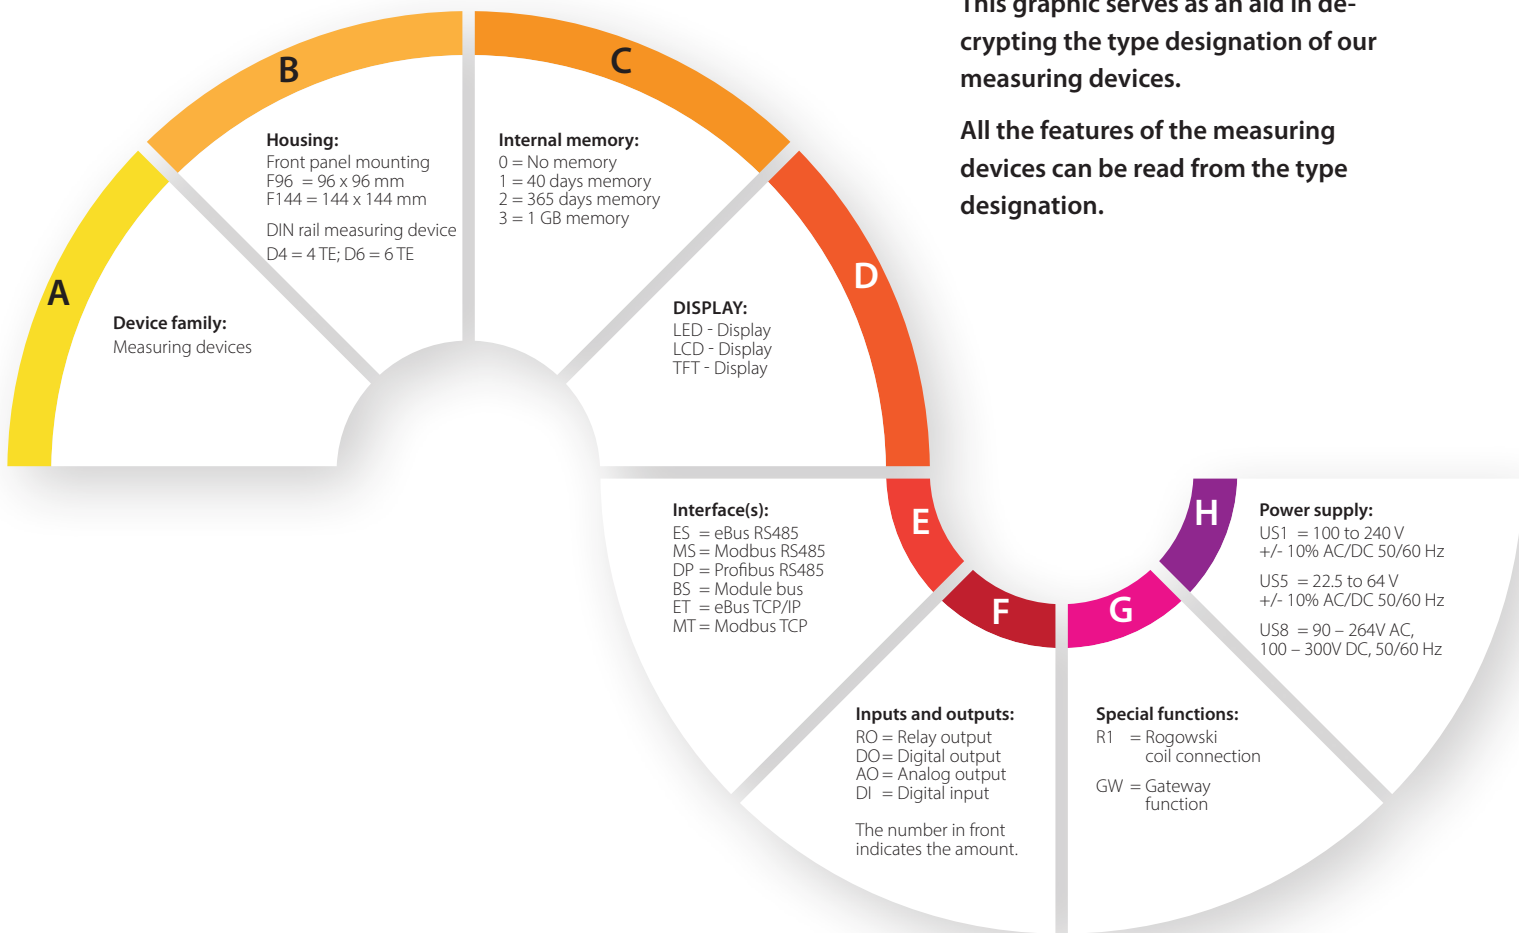 This graphic serves as an aid in de-
crypting the type designation of our
measuring devices.
All the features of the measuring
devices can be read from the type
designation.
A
Device family:
Measuring devices
B
Housing:
Front panel mounting
F96 = 96 x 96 mm
F144 = 144 x 144 mm
DIN rail measuring device
D4 = 4 TE; D6 = 6 TE
C
Internal memory:
0 = No memory
1 = 40 days memory
2 = 365 days memory
3 = 1 GB memory
D
DISPLAY:
LED - Display
LCD - Display
TFT - Display
E
Interface(s):
ES = eBus RS485
MS = Modbus RS485
DP = Profibus RS485
BS = Module bus
ET = eBus TCP/IP
MT = Modbus TCP
F
Inputs and outputs:
RO = Relay output
DO = Digital output
AO = Analog output
DI = Digital input
The number in front
indicates the amount.
G
Special functions:
R1 = Rogowski
coil connection
GW = Gateway
function
H
Power supply:
US1 = 100 to 240 V
+/- 10% AC/DC 50/60 Hz
US5 = 22.5 to 64 V
+/- 10% AC/DC 50/60 Hz
US8 = 90 – 264V AC,
100 – 300V DC, 50/60 Hz